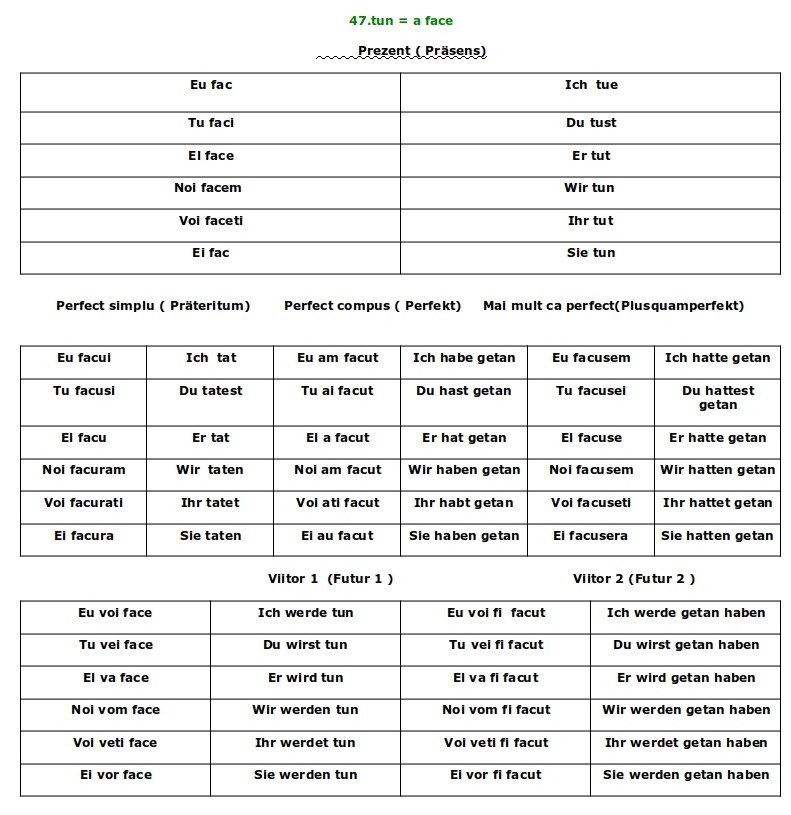 47.tun = a face
Prezent ( Präsens)
Eu fac Ich tue
Tu faci Du tust
El face Er tut
Noi facem Wir tun
Voi faceti Ihr tut
Ei fac Sie tun
Perfect simplu ( Präteritum) Perfect compus ( Perfekt) Mai mult ca perfect(Plusquamperfekt)
Eu facui Ich tat Eu am facut Ich habe getan Eu facusem Ich hatte getan
Tu facusi Du tatest Tu ai facut Du hast getan Tu facusei Du hattest
getan
El facu Er tat El a facut Er hat getan El facuse Er hatte getan
Noi facuram Wir taten Noi am facut Wir haben getan Noi facusem Wir hatten getan
Voi facurati Ihr tatet Voi ati facut Ihr habt getan Voi facuseti Ihr hattet getan
Ei facura Sie taten Ei au facut Sie haben getan Ei facusera Sie hatten getan
Viitor 1 (Futur 1 ) Viitor 2 (Futur 2 )
Eu voi face Ich werde tun Eu voi fi facut Ich werde getan haben
Tu vei face Du wirst tun Tu vei fi facut Du wirst getan haben
El va face Er wird tun El va fi facut Er wird getan haben
Noi vom face Wir werden tun Noi vom fi facut Wir werden getan haben
Voi veti face Ihr werdet tun Voi veti fi facut Ihr werdet getan haben
Ei vor face Sie werden tun Ei vor fi facut Sie werden getan haben